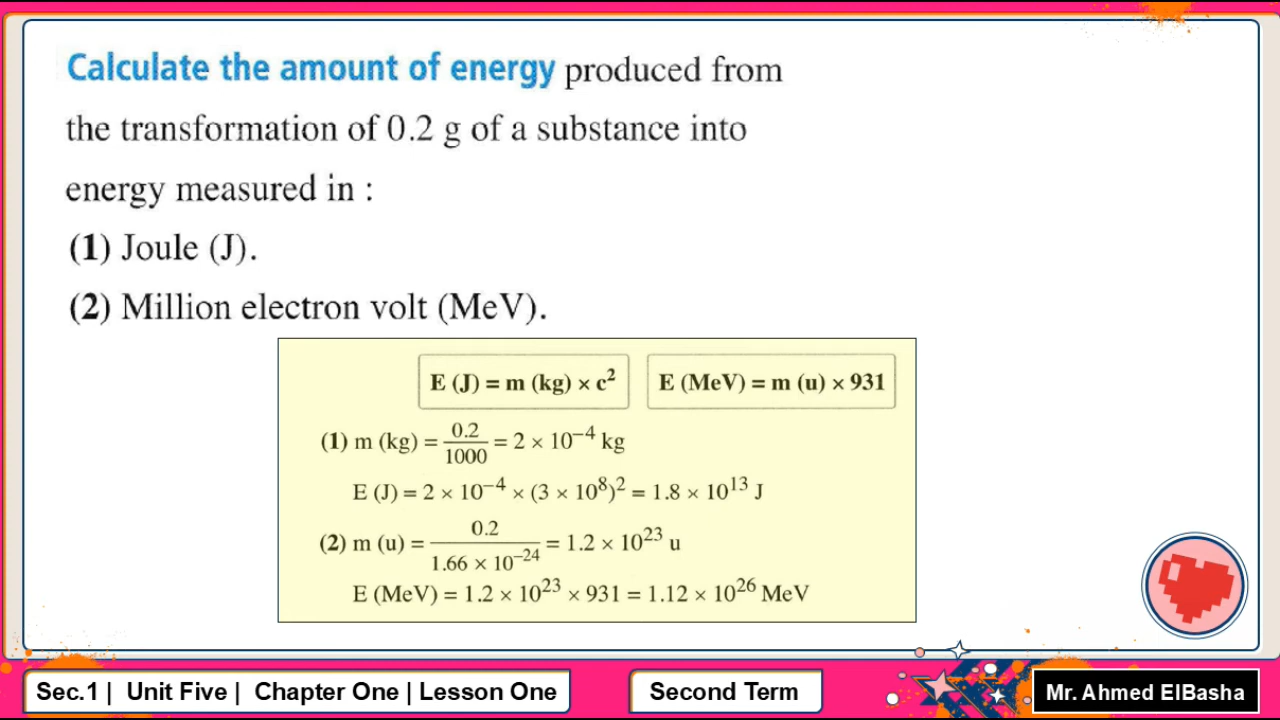 Calculate the amount of energy produced from
the transformation of 0.2 g of a substance into
energy measured in :
(1) Joule (J).
(2) Million electron volt (MeV).
E (J) = m (kg) × c² E (MeV) = m (u) × 931
(1) m (kg) = 0.2/1000 = 2 × 10⁻⁴ kg
E (J) = 2 × 10⁻⁴ × (3 × 10⁸)² = 1.8 × 10¹³ J
(2) m (u) = 0.2/1.66 × 10⁻²⁴ = 1.2 × 10²³ u
E (MeV) = 1.2 × 10²³ × 931 = 1.12 × 10²⁶ MeV
Sec.1 | Unit Five | Chapter One | Lesson One Second Term Mr. Ahmed ElBasha